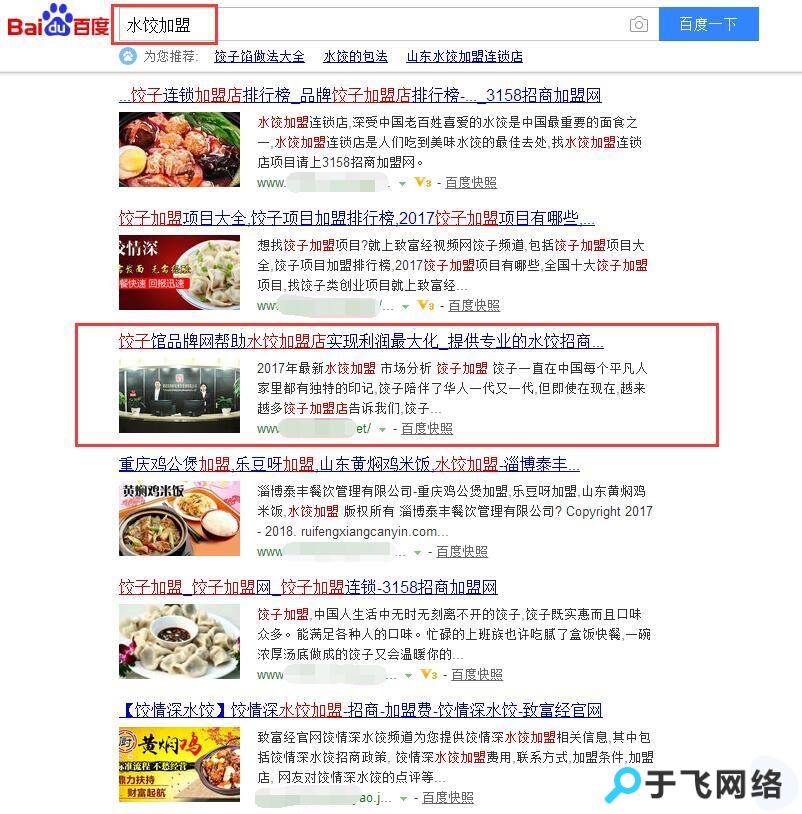 Bai du 百度 水饺加盟 百度一下
为您推荐: 饺子馅做法大全 水饺的包法 山东水饺加盟连锁店
...饺子连锁加盟店排行榜_品牌饺子加盟店排行榜-..._3158招商加盟网
水饺加盟连锁店,深受中国老百姓喜爱的水饺是中国最重要的面食之
一,水饺加盟连锁店是人们吃到美味水饺的最佳去处,找水饺加盟连锁
店项目请上3158招商加盟网。
www. ... V3 - 百度快照
饺子加盟项目大全,饺子项目加盟排行榜,2017饺子加盟项目有哪些,...
饺情深
餐快速 回报迅速
想找饺子加盟项目?就上致富经视频网饺子频道,包括饺子加盟项目大
全,饺子项目加盟排行榜,2017饺子加盟项目有哪些,全国十大饺子加盟
项目,找饺子类创业项目就上致富经...
www. /... V3 - 百度快照
饺子馆品牌网帮助水饺加盟店实现利润最大化_提供专业的水饺招商...
2017年最新水饺加盟 市场分析 饺子加盟 饺子一直在中国每个平凡人
家里都有独特的印记,饺子陪伴了华人一代又一代,但即使在现在,越来
越多饺子加盟店告诉我们,饺子...
www. et/ - 百度快照
重庆鸡公煲加盟,乐豆呀加盟,山东黄焖鸡米饭,水饺加盟-淄博泰丰...
黄焖鸡米饭
淄博泰丰餐饮管理有限公司-重庆鸡公煲加盟,乐豆呀加盟,山东黄焖鸡
米饭,水饺加盟 版权所有 淄博泰丰餐饮管理有限公司? Copyright 2017
- 2018. ruifengxiangcanyin.com...
www. ... - 百度快照
饺子加盟_饺子加盟网_饺子加盟连锁-3158招商加盟网
饺子加盟,中国人生活中无时无刻离不开的饺子,饺子既实惠而且口味
众多。能满足各种人的口味。忙碌的上班族也许吃腻了盒饭快餐,一碗
浓厚汤底做成的饺子又会温暖你的...
www. ... V3 - 百度快照
【饺情深水饺】饺情深水饺加盟-招商-加盟费-饺情深水饺-致富经官网
厨 黄焖鸡
标准流程 不愁经营
鼎力扶持
财富起航
致富经官网饺情深水饺频道为您提供饺情深水饺加盟相关信息,其中包
括饺情深水饺招商政策, 饺情深水饺加盟费用,联系方式,加盟条件,加盟
店, 网友对饺情深水饺的点评等...
ao.j... - 百度快照
于飞网络